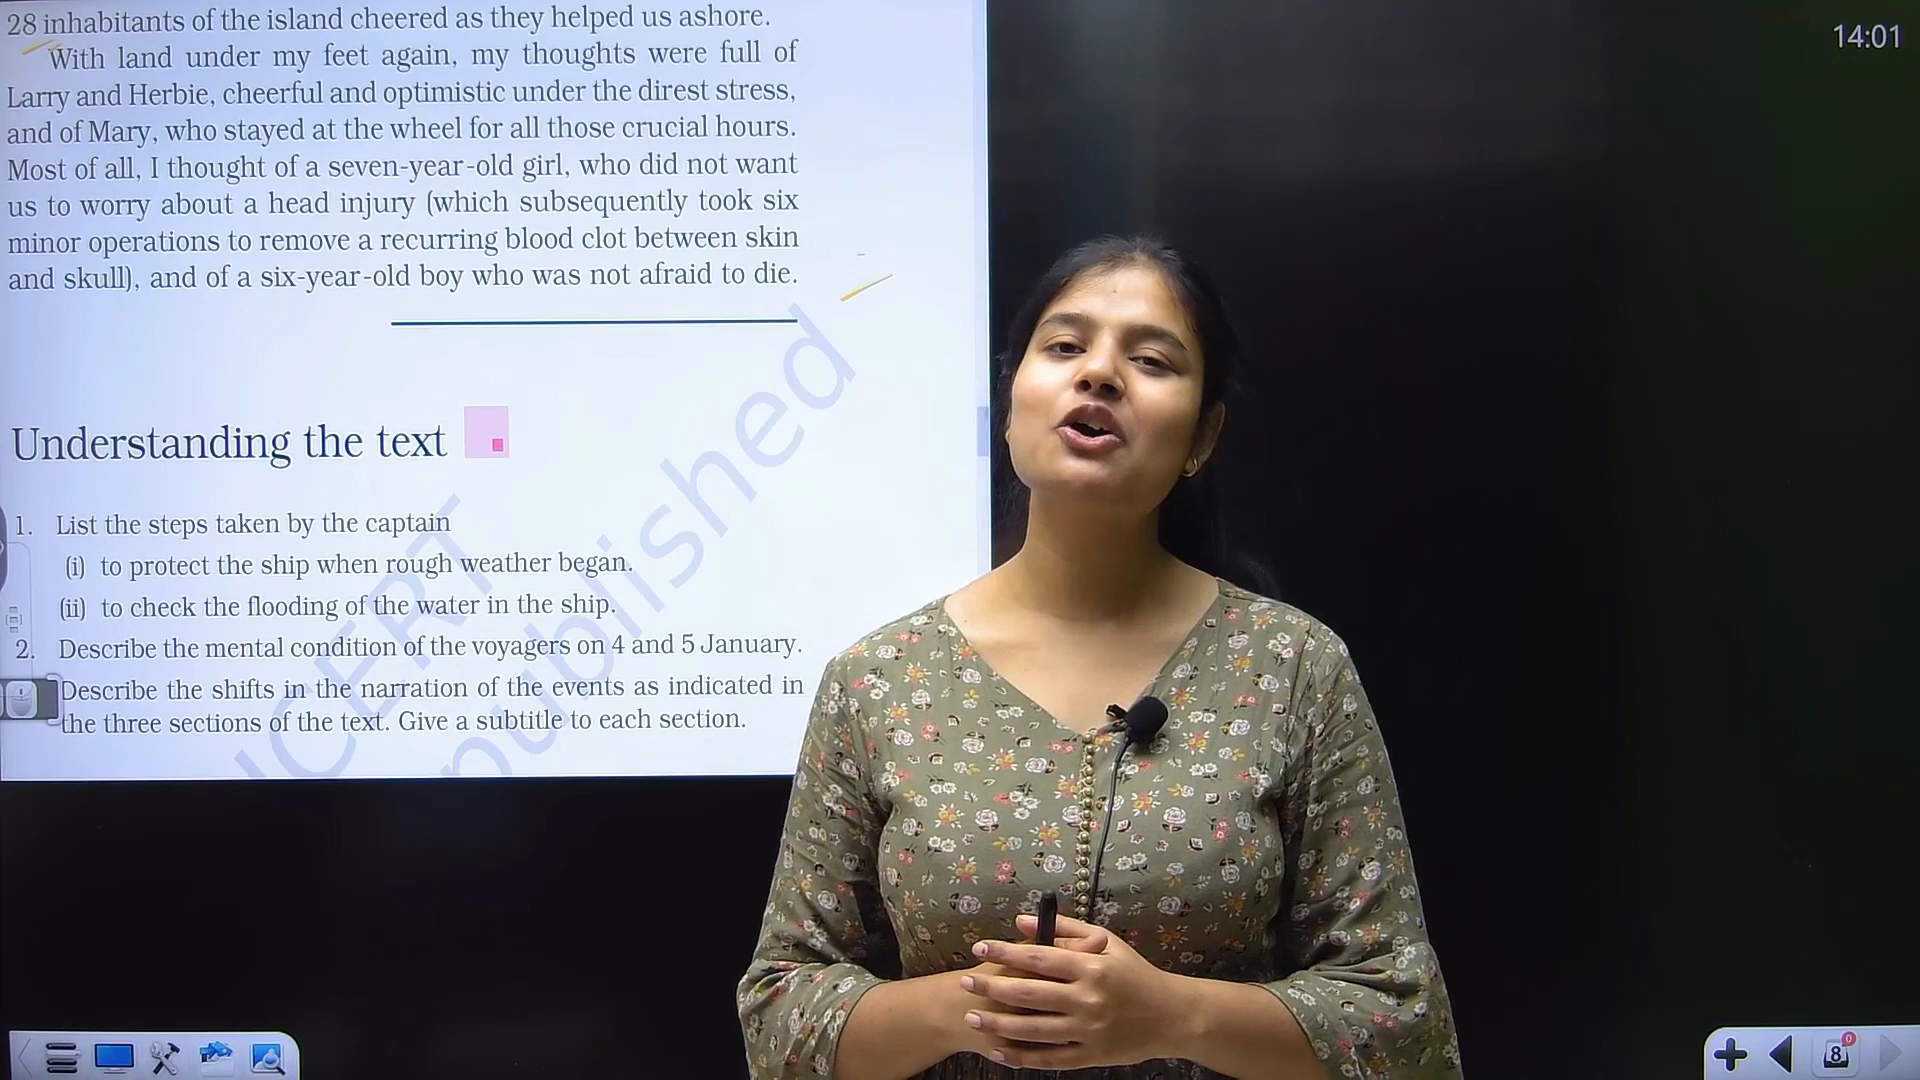 28 inhabitants of the island cheered as they helped us ashore.
With land under my feet again, my thoughts were full of
Larry and Herbie, cheerful and optimistic under the direst stress,
and of Mary, who stayed at the wheel for all those crucial hours.
Most of all, I thought of a seven-year-old girl, who did not want
us to worry about a head injury (which subsequently took six
minor operations to remove a recurring blood clot between skin
and skull), and of a six-year-old boy who was not afraid to die.
Understanding the text
1. List the steps taken by the captain
(i) to protect the ship when rough weather began.
(ii) to check the flooding of the water in the ship.
2. Describe the mental condition of the voyagers on 4 and 5 January.
Describe the shifts in the narration of the events as indicated in
the three sections of the text. Give a subtitle to each section.
published
14:01
8
0